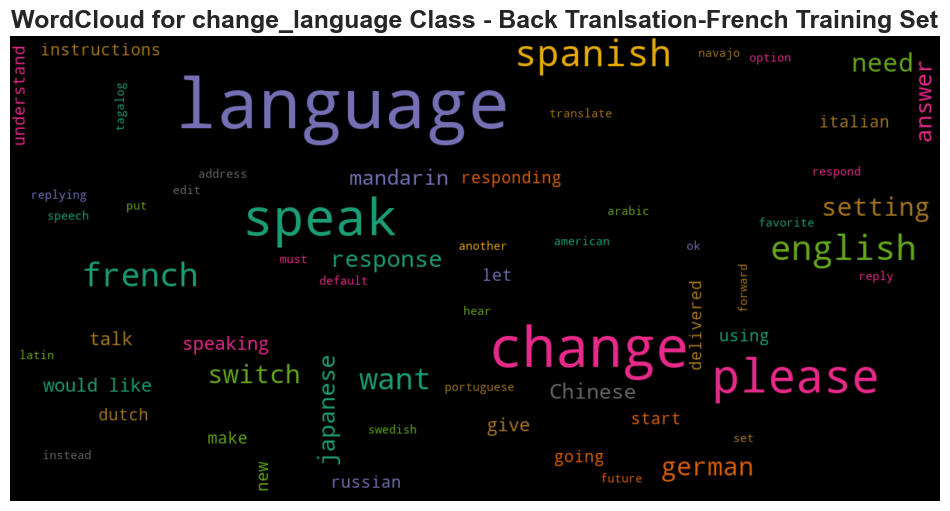 WordCloud for change_language Class - Back Tranlsation-French Training Set
understand
instructions
tagalog
language
spanish
navajo
option
need
answer
translate
italian
address
edit
replying
put
speech
mandarin
responding
respond
setting
arabic
favorite
speak
another
american
ok
english
must
response
default
let
reply
french
forward
hear
delivered
using
talk
latin
speaking
change
please
would like
switch
japanese
want
portuguese
Chinese
dutch
swedish
give
start
make
set
instead
new
russian
going
future
german